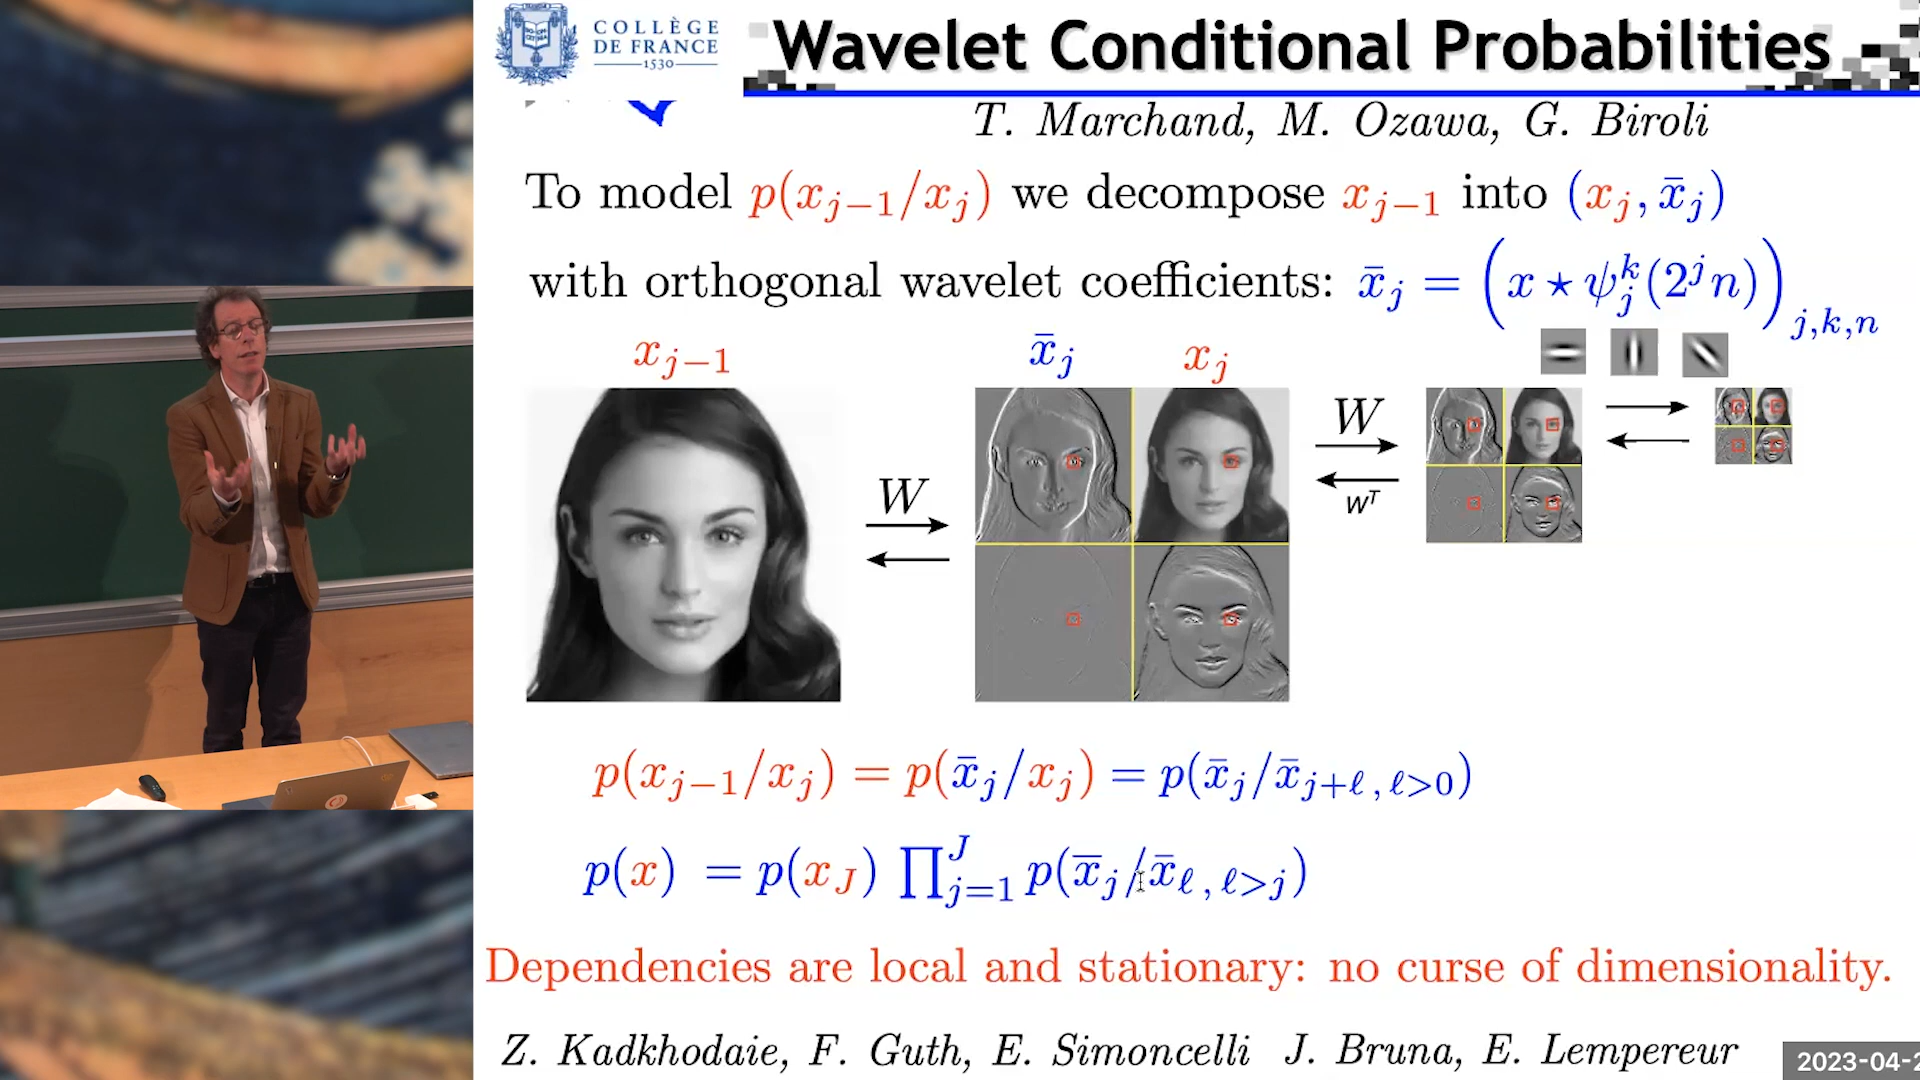 COLLÈGE
DE FRANCE
1530
Wavelet Conditional Probabilities
T. Marchand, M. Ozawa, G. Biroli
To model p(x_{j−1}/x_j) we decompose x_{j−1} into (x_j, x̄_j)
with orthogonal wavelet coefficients: x̄_j = (x ⋆ ψ_j^k(2^j n))_{j,k,n}
x_{j−1} x̄_j x_j
W
W
W^T
p(x_{j−1}/x_j) = p(x̄_j/x_j) = p(x̄_j/x̄_{j+ℓ, ℓ>0})
p(x) = p(x_J) ∏_{j=1}^J p(x̄_j/x̄_{ℓ, ℓ>j})
Dependencies are local and stationary: no curse of dimensionality.
Z. Kadkhodaie, F. Guth, E. Simoncelli J. Bruna, E. Lempereur
2023-04-2